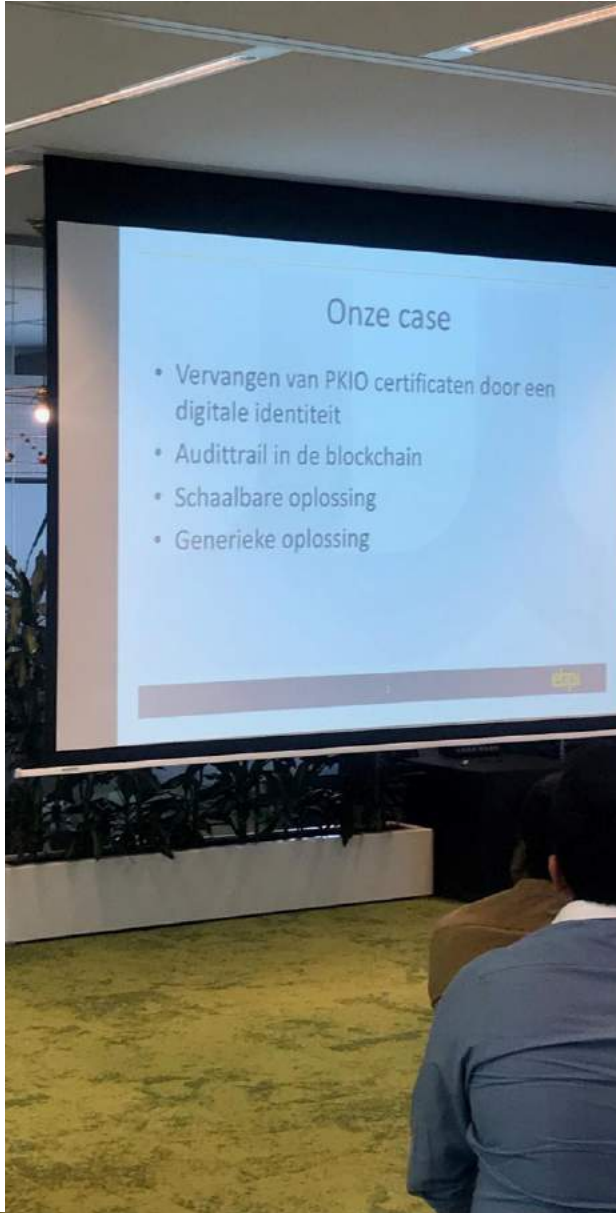 Onze case
• Vervangen van PKIO certificaten door een
digitale identiteit
• Audittrail in de blockchain
• Schaalbare oplossing
• Generieke oplossing